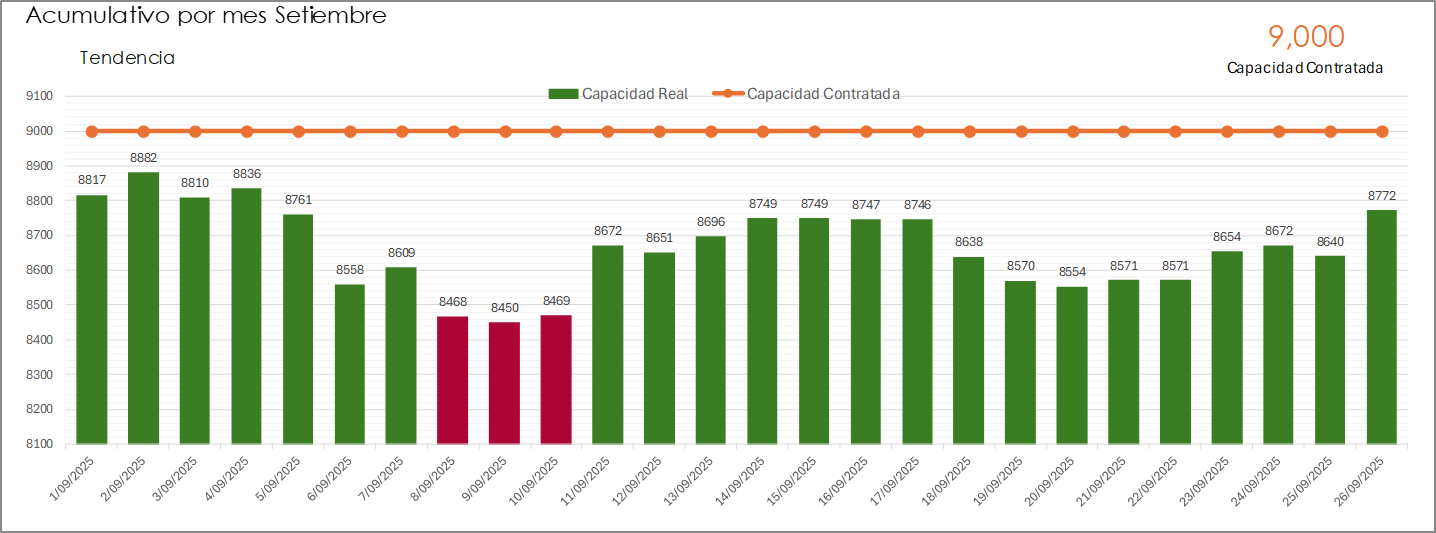 Acumulativo por mes Setiembre
9,000
Tendencia
Capacidad Contratada
Capacidad Real Capacidad Contratada
9100
9000
8900
8800
8700
8600
8500
8400
8300
8200
8100
8817 8882 8810 8836 8761 8558 8609 8468 8450 8469 8672 8651 8696 8749 8749 8747 8746 8638 8570 8554 8571 8571 8654 8672 8640 8772
1/09/2025 2/09/2025 3/09/2025 4/09/2025 5/09/2025 6/09/2025 7/09/2025 8/09/2025 9/09/2025 10/09/2025 11/09/2025 12/09/2025 13/09/2025 14/09/2025 15/09/2025 16/09/2025 17/09/2025 18/09/2025 19/09/2025 20/09/2025 21/09/2025 22/09/2025 23/09/2025 24/09/2025 25/09/2025 26/09/2025